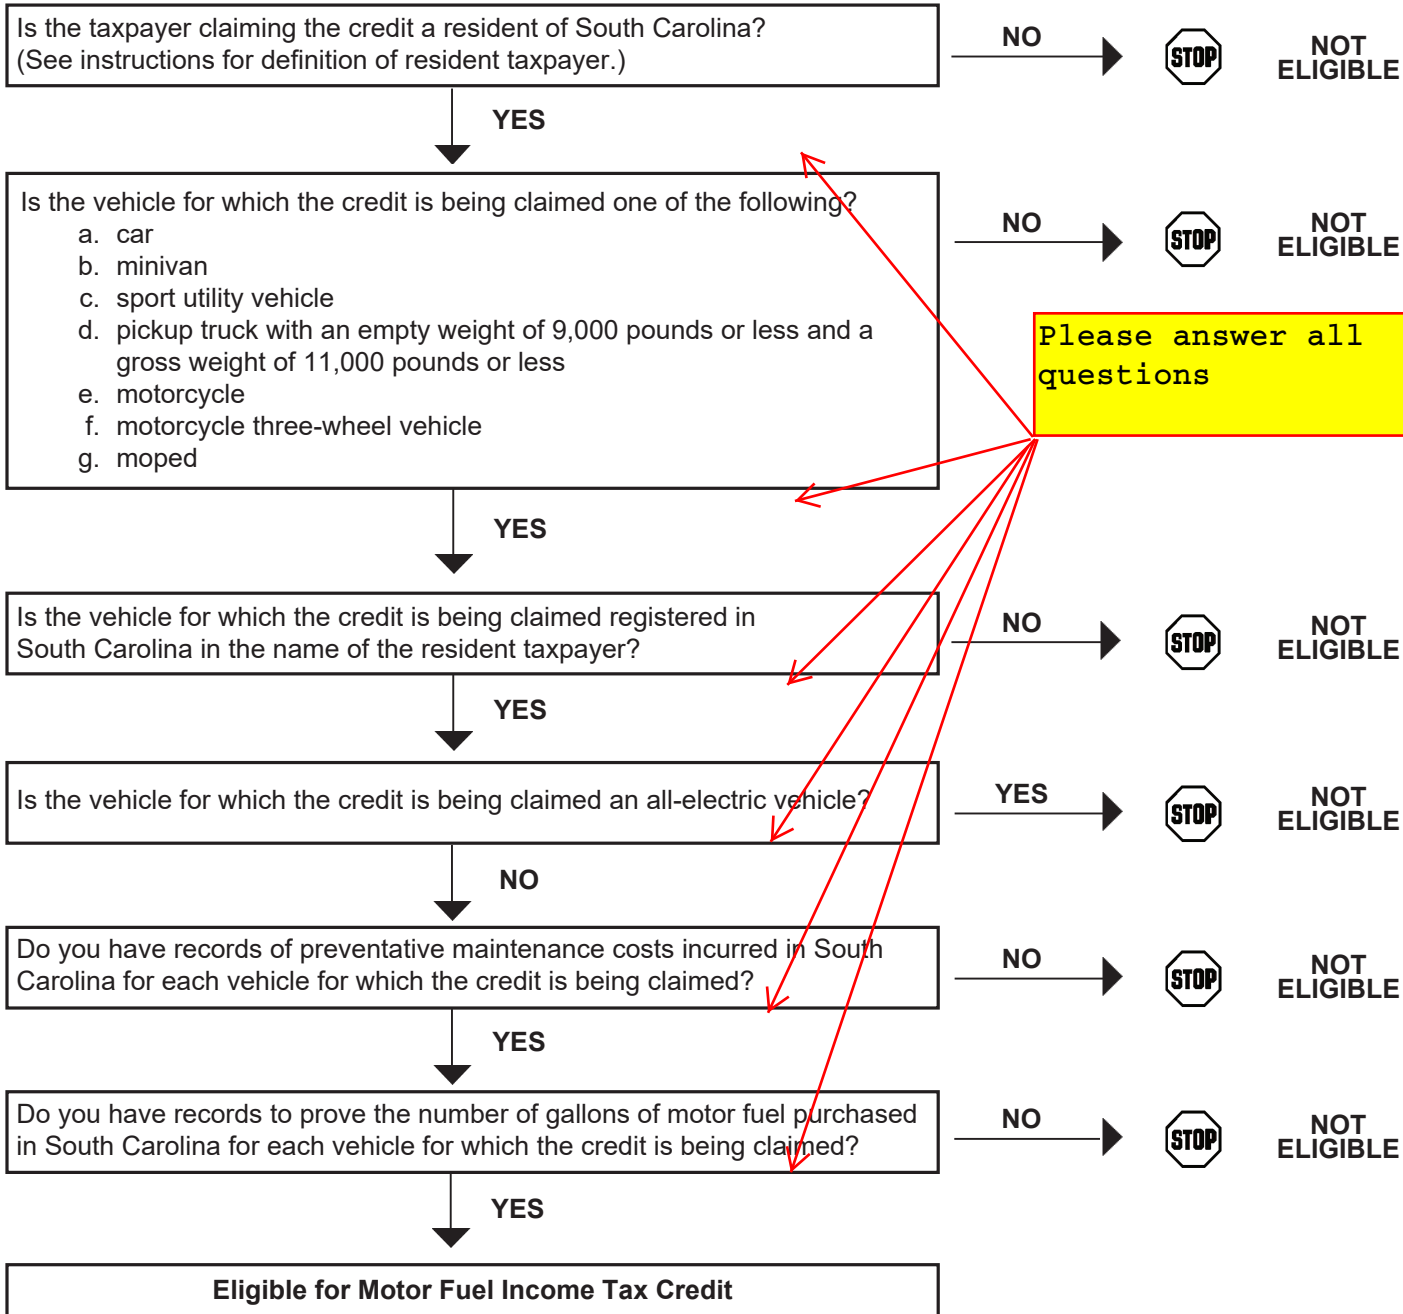 Is the taxpayer claiming the credit a resident of South Carolina?
(See instructions for definition of resident taxpayer.)
NO
STOP
NOT
ELIGIBLE
YES
Is the vehicle for which the credit is being claimed one of the following?
a. car
b. minivan
c. sport utility vehicle
d. pickup truck with an empty weight of 9,000 pounds or less and a
gross weight of 11,000 pounds or less
e. motorcycle
f. motorcycle three-wheel vehicle
g. moped
NO
STOP
NOT
ELIGIBLE
Please answer all
questions
YES
Is the vehicle for which the credit is being claimed registered in
South Carolina in the name of the resident taxpayer?
NO
STOP
NOT
ELIGIBLE
YES
Is the vehicle for which the credit is being claimed an all-electric vehicle?
YES
STOP
NOT
ELIGIBLE
NO
Do you have records of preventative maintenance costs incurred in South
Carolina for each vehicle for which the credit is being claimed?
NO
STOP
NOT
ELIGIBLE
YES
Do you have records to prove the number of gallons of motor fuel purchased
in South Carolina for each vehicle for which the credit is being claimed?
NO
STOP
NOT
ELIGIBLE
YES
Eligible for Motor Fuel Income Tax Credit